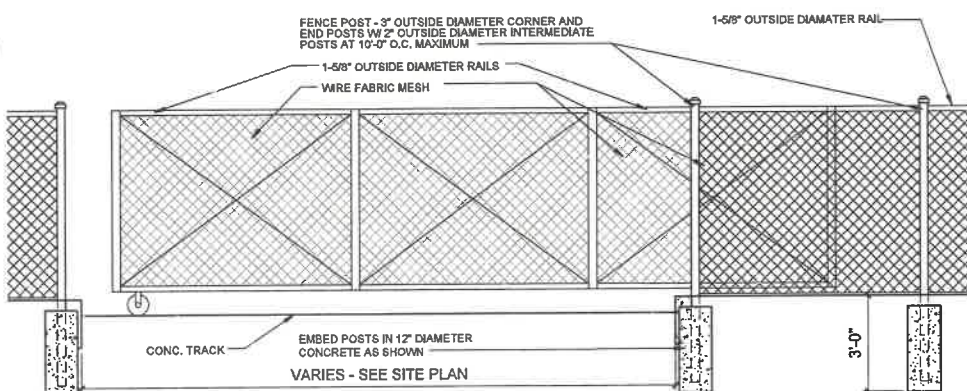 FENCE POST - 3" OUTSIDE DIAMETER CORNER AND
END POSTS W/ 2" OUTSIDE DIAMETER INTERMEDIATE
POSTS AT 10'-0" O.C. MAXIMUM
1-5/8" OUTSIDE DIAMATER RAIL
1-5/8" OUTSIDE DIAMETER RAILS
WIRE FABRIC MESH
CONC. TRACK
EMBED POSTS IN 12" DIAMETER
CONCRETE AS SHOWN
VARIES - SEE SITE PLAN
3'-0"